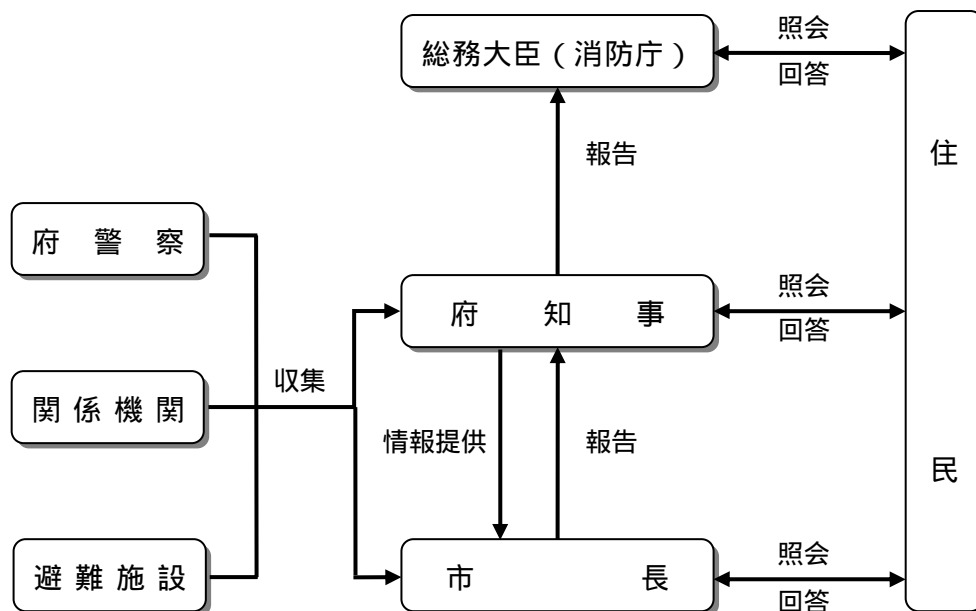 総務大臣（消防庁）
照会
回答
住民
報告
府警察
府知事
照会
回答
関係機関
収集
情報提供
報告
避難施設
市長
照会
回答